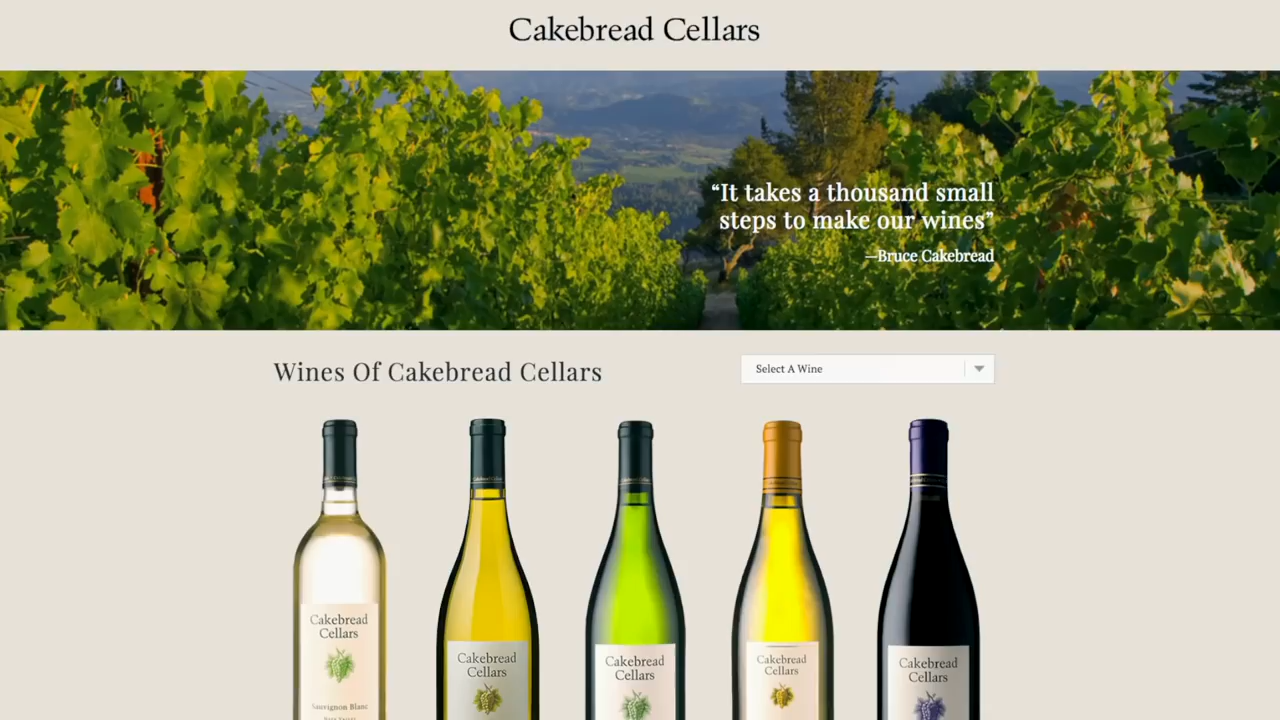 Cakebread Cellars
“It takes a thousand small
steps to make our wines”
—Bruce Cakebread
Wines Of Cakebread Cellars
Select A Wine
Cakebread
Cellars
Sauvignon Blanc
Cakebread
Cellars
Cakebread
Cellars
Cakebread
Cellars
Cakebread
Cellars